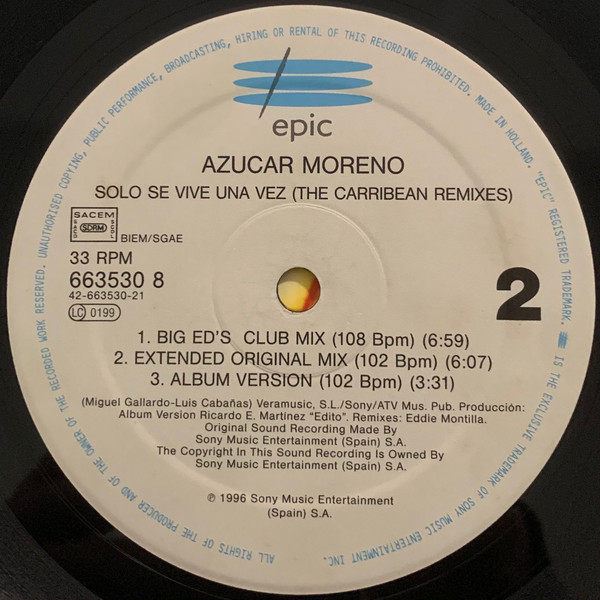 epic
AZUCAR MORENO
SOLO SE VIVE UNA VEZ (THE CARRIBEAN REMIXES)
SACEM
SACD SDRM SGDL
BIEM/SGAE
33 RPM
663530 8
42-663530-21
LC 0199
2
1. BIG ED'S CLUB MIX (108 Bpm) (6:59)
2. EXTENDED ORIGINAL MIX (102 Bpm) (6:07)
3. ALBUM VERSION (102 Bpm) (3:31)
(Miguel Gallardo-Luis Cabañas) Veramusic, S.L./Sony/ATV Mus. Pub. Producción:
Album Version Ricardo E. Martínez "Edito". Remixes: Eddie Montilla.
Original Sound Recording Made By
Sony Music Entertainment (Spain) S.A.
The Copyright In This Sound Recording Is Owned By
Sony Music Entertainment (Spain) S.A.
℗ 1996 Sony Music Entertainment
(Spain) S.A.
ALL RIGHTS OF THE PRODUCER AND OF THE OWNER OF THE RECORDED WORK RESERVED. UNAUTHORISED COPYING, PUBLIC PERFORMANCE, BROADCASTING, HIRING OR RENTAL OF THIS RECORDING PROHIBITED. MADE IN HOLLAND. "EPIC" REGISTERED TRADEMARK. IS THE EXCLUSIVE TRADEMARK OF SONY MUSIC ENTERTAINMENT INC.